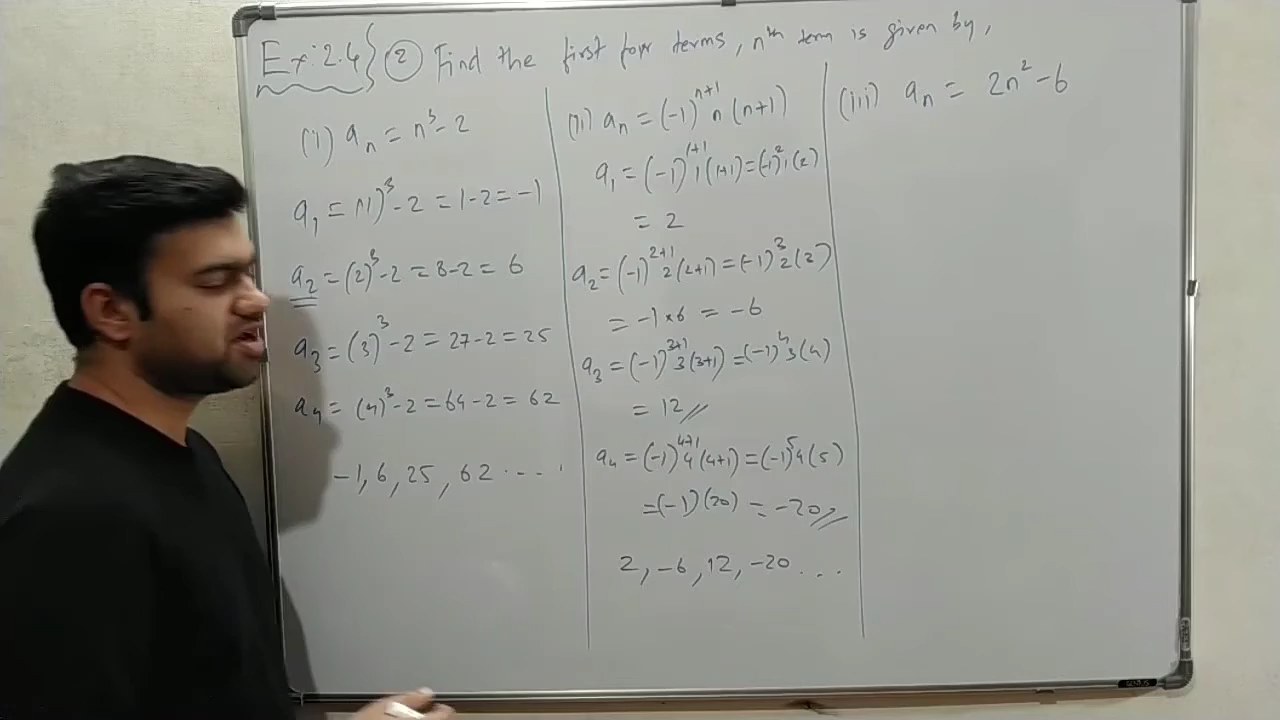 Ex: 2.4} ② Find the first four terms, nᵗʰ term is given by,
(i) aₙ = n³ - 2
a₁ = (1)³ - 2 = 1 - 2 = -1
a₂ = (2)³ - 2 = 8 - 2 = 6
a₃ = (3)³ - 2 = 27 - 2 = 25
a₄ = (4)³ - 2 = 64 - 2 = 62
-1, 6, 25, 62 ....
(ii) aₙ = (-1)ⁿ⁺¹ n (n+1)
a₁ = (-1)¹⁺¹ 1(1+1) = (-1)² 1(2)
= 2
a₂ = (-1)²⁺¹ 2(2+1) = (-1)³ 2(3)
= -1 × 6 = -6
a₃ = (-1)³⁺¹ 3(3+1) = (-1)⁴ 3(4)
= 12
a₄ = (-1)⁴⁺¹ 4(4+1) = (-1)⁵ 4(5)
= (-1)(20) = -20
2, -6, 12, -20 ...
(iii) aₙ = 2n² - 6